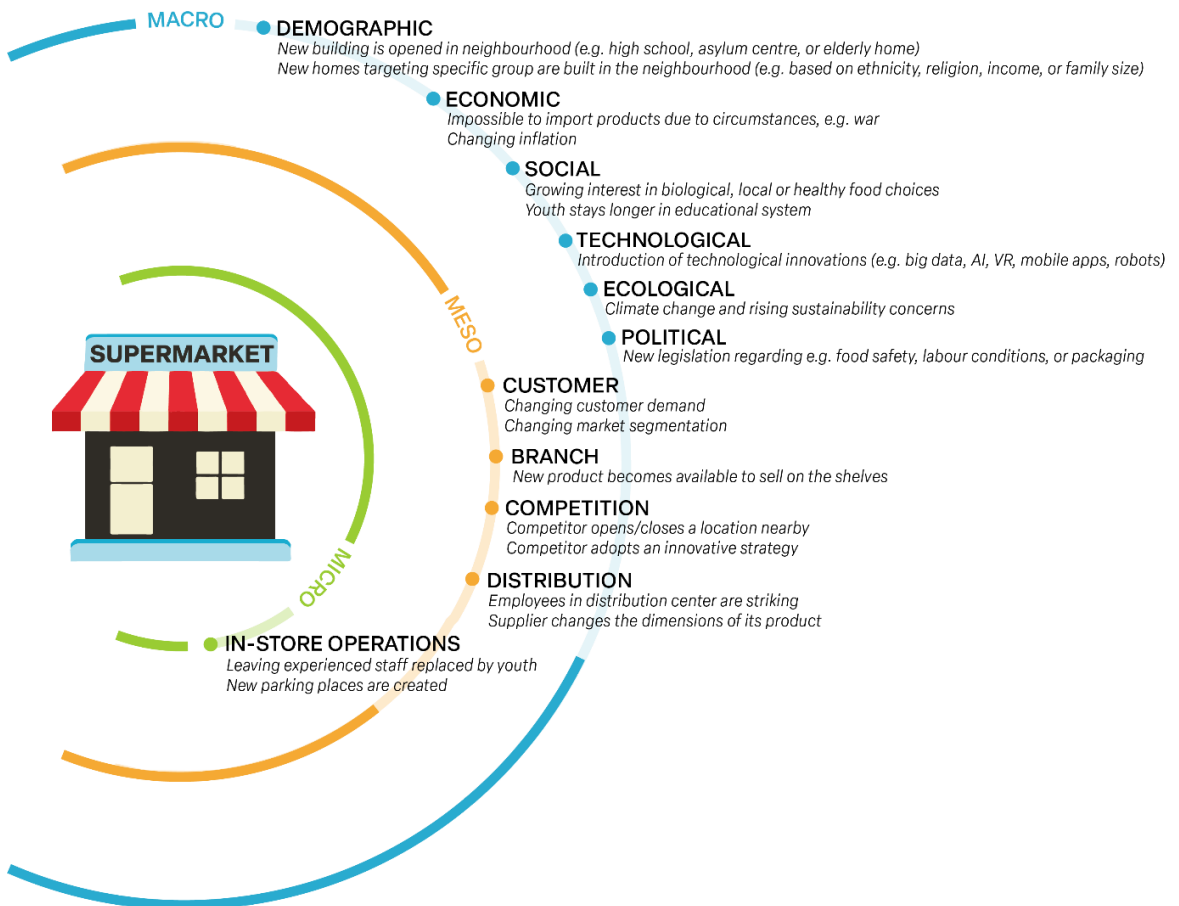 MACRO
DEMOGRAPHIC
New building is opened in neighbourhood (e.g. high school, asylum centre, or elderly home)
New homes targeting specific group are built in the neighbourhood (e.g. based on ethnicity, religion, income, or family size)
ECONOMIC
Impossible to import products due to circumstances, e.g. war
Changing inflation
SOCIAL
Growing interest in biological, local or healthy food choices
Youth stays longer in educational system
TECHNOLOGICAL
Introduction of technological innovations (e.g. big data, AI, VR, mobile apps, robots)
ECOLOGICAL
Climate change and rising sustainability concerns
POLITICAL
New legislation regarding e.g. food safety, labour conditions, or packaging
MESO
CUSTOMER
Changing customer demand
Changing market segmentation
BRANCH
New product becomes available to sell on the shelves
COMPETITION
Competitor opens/closes a location nearby
Competitor adopts an innovative strategy
DISTRIBUTION
Employees in distribution center are striking
Supplier changes the dimensions of its product
SUPERMARKET
MICRO
IN-STORE OPERATIONS
Leaving experienced staff replaced by youth
New parking places are created